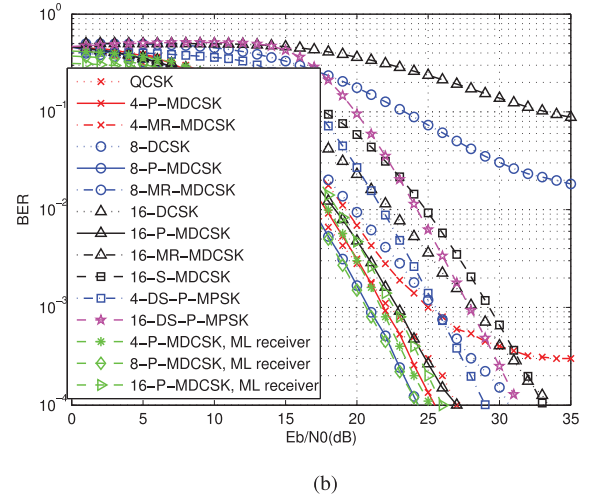 10^0
10^-1
10^-2
10^-3
10^-4
BER
QCSK
4-P-MDCSK
4-MR-MDCSK
8-DCSK
8-P-MDCSK
8-MR-MDCSK
16-DCSK
16-P-MDCSK
16-MR-MDCSK
16-S-MDCSK
4-DS-P-MPSK
16-DS-P-MPSK
4-P-MDCSK, ML receiver
8-P-MDCSK, ML receiver
16-P-MDCSK, ML receiver
0 5 10 15 20 25 30 35
Eb/N0(dB)
(b)